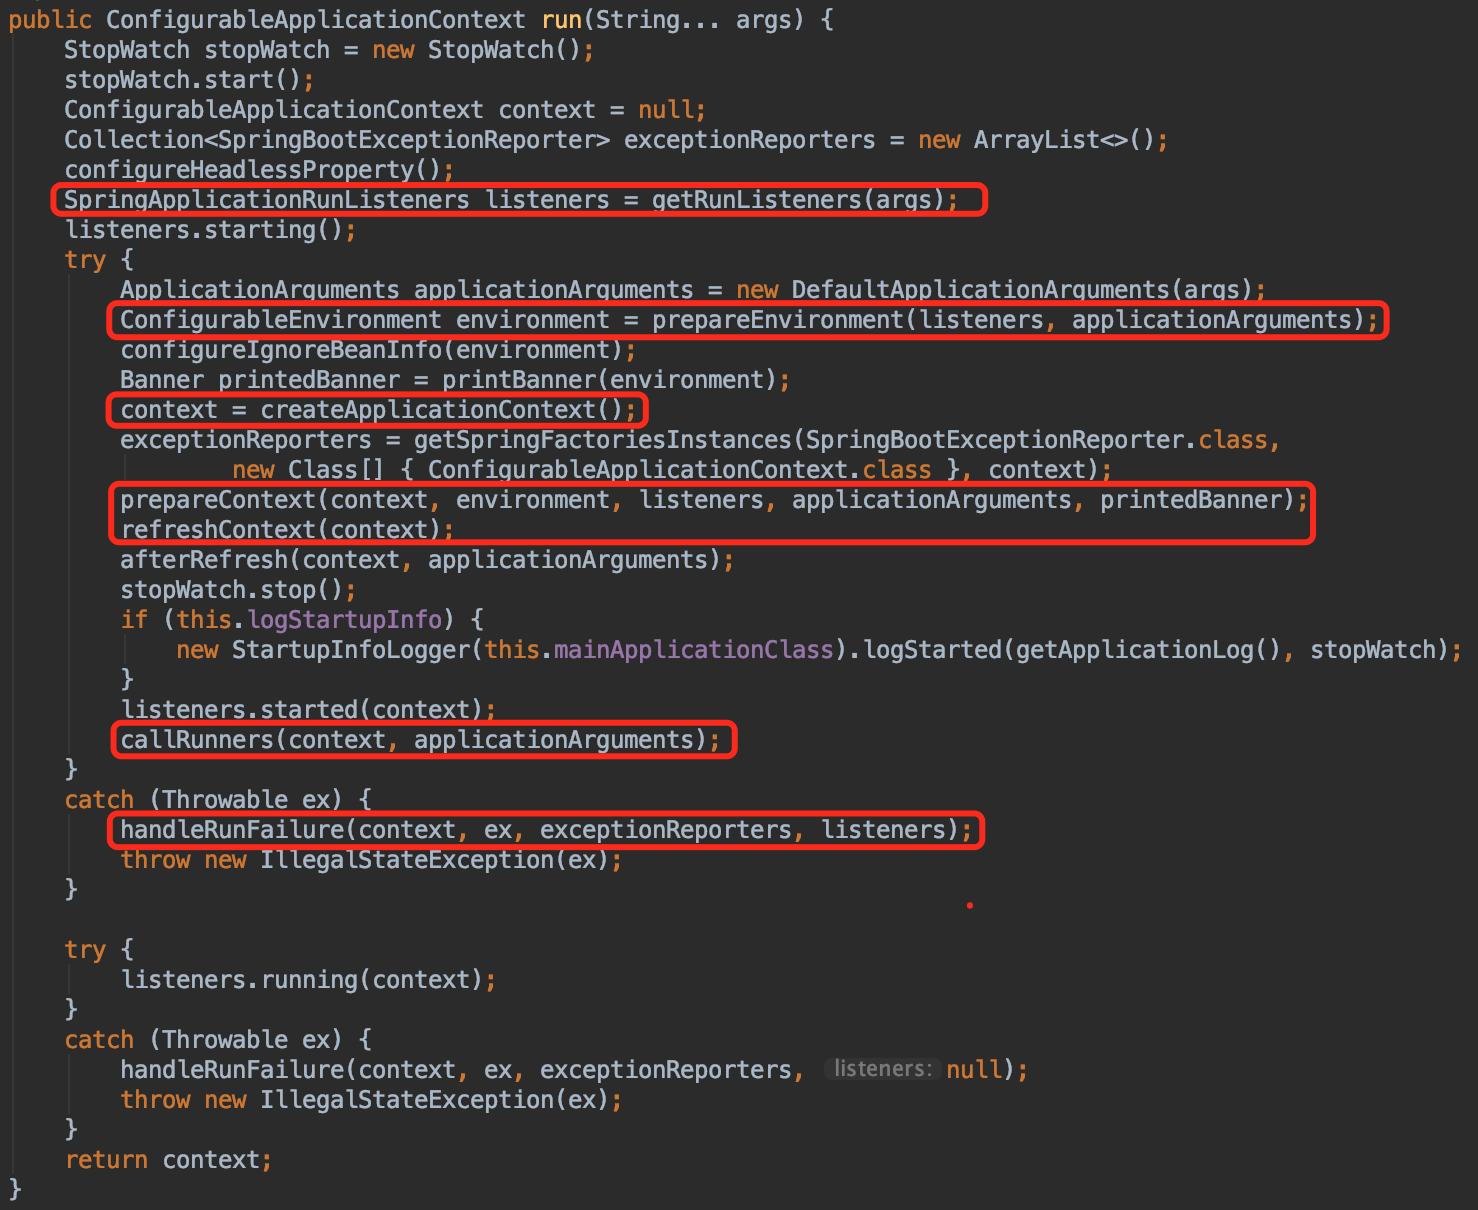 public ConfigurableApplicationContext run(String... args) {
StopWatch stopWatch = new StopWatch();
stopWatch.start();
ConfigurableApplicationContext context = null;
Collection<SpringBootExceptionReporter> exceptionReporters = new ArrayList<>();
configureHeadlessProperty();
SpringApplicationRunListeners listeners = getRunListeners(args);
listeners.starting();
try {
ApplicationArguments applicationArguments = new DefaultApplicationArguments(args);
ConfigurableEnvironment environment = prepareEnvironment(listeners, applicationArguments);
configureIgnoreBeanInfo(environment);
Banner printedBanner = printBanner(environment);
context = createApplicationContext();
exceptionReporters = getSpringFactoriesInstances(SpringBootExceptionReporter.class,
new Class[] { ConfigurableApplicationContext.class }, context);
prepareContext(context, environment, listeners, applicationArguments, printedBanner);
refreshContext(context);
afterRefresh(context, applicationArguments);
stopWatch.stop();
if (this.logStartupInfo) {
new StartupInfoLogger(this.mainApplicationClass).logStarted(getApplicationLog(), stopWatch);
}
listeners.started(context);
callRunners(context, applicationArguments);
}
catch (Throwable ex) {
handleRunFailure(context, ex, exceptionReporters, listeners);
throw new IllegalStateException(ex);
}
try {
listeners.running(context);
}
catch (Throwable ex) {
handleRunFailure(context, ex, exceptionReporters, listeners: null);
throw new IllegalStateException(ex);
}
return context;
}